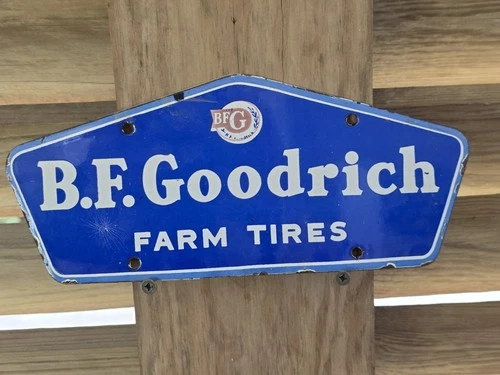 BFG
B.F. Goodrich
FARM TIRES